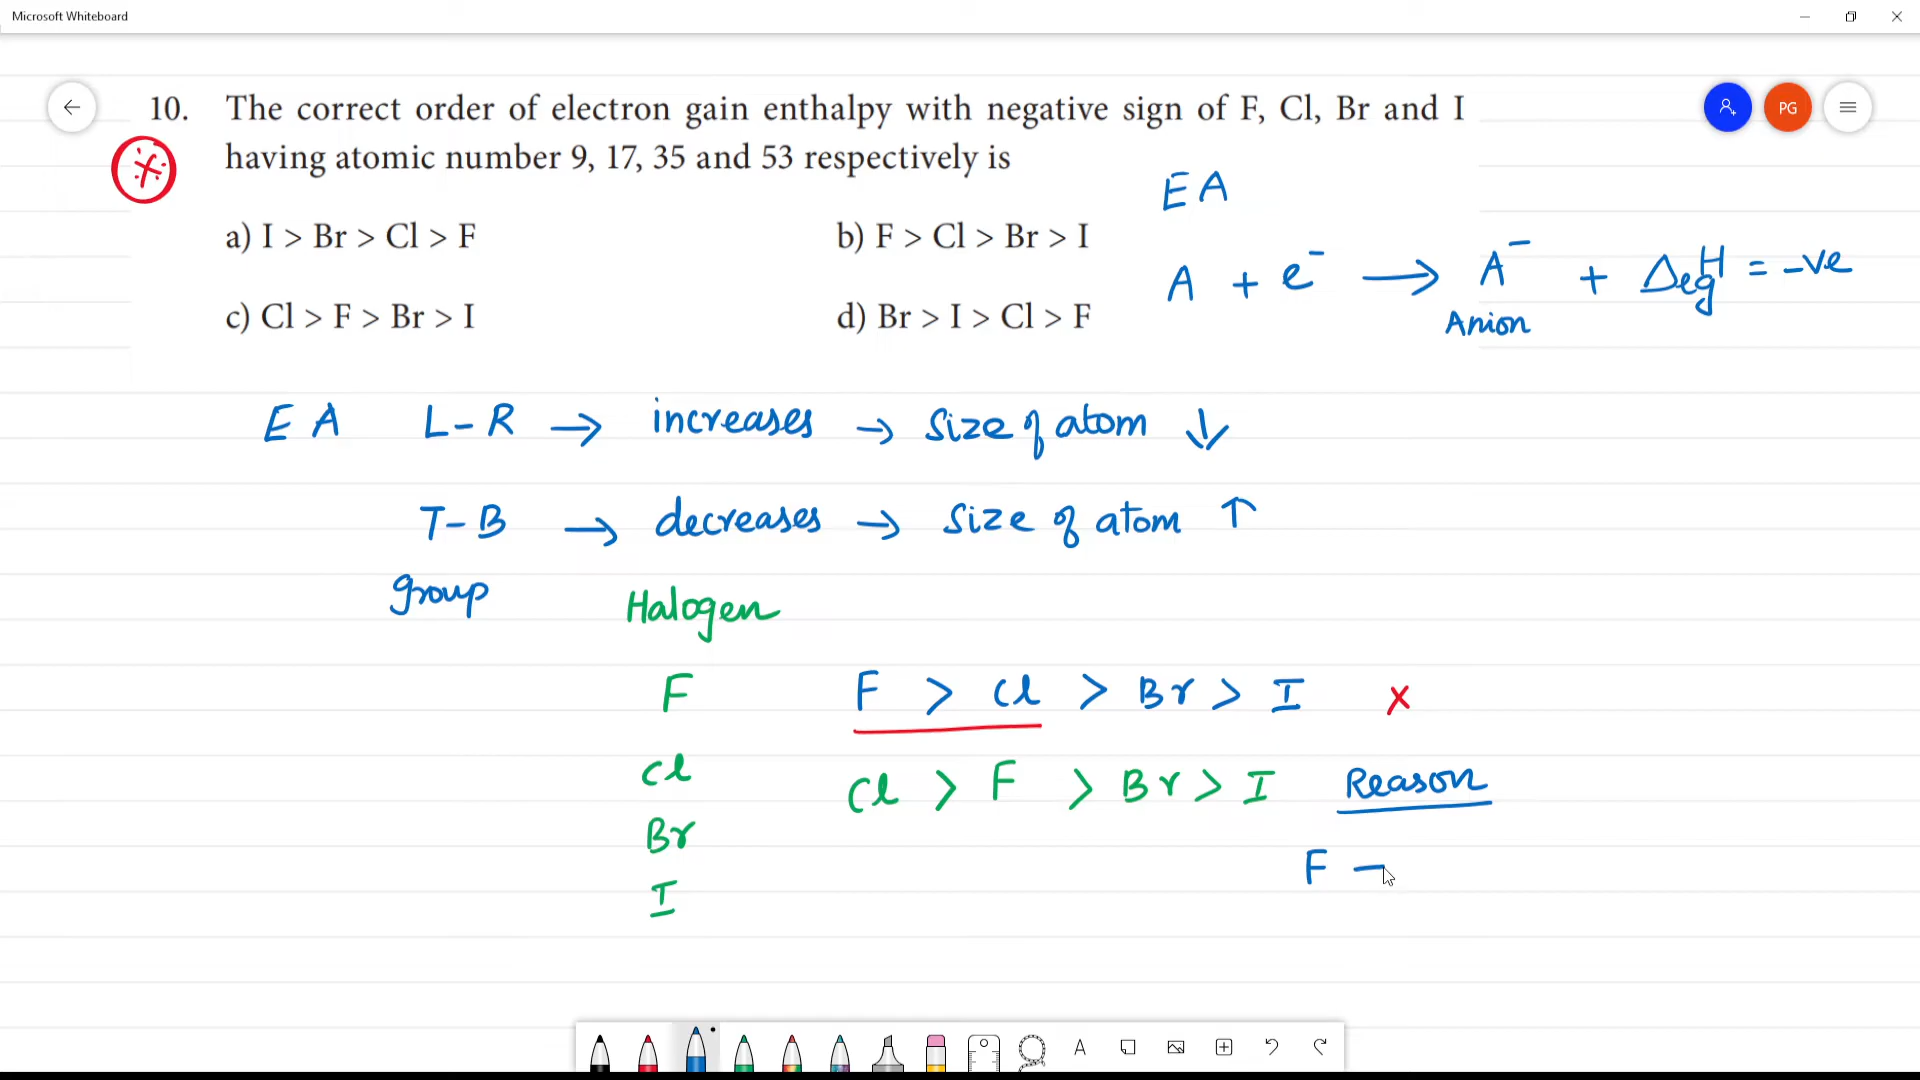 Microsoft Whiteboard
PG
10. The correct order of electron gain enthalpy with negative sign of F, Cl, Br and I
having atomic number 9, 17, 35 and 53 respectively is
a) I > Br > Cl > F
b) F > Cl > Br > I
c) Cl > F > Br > I
d) Br > I > Cl > F
EA
A + e⁻ → A⁻ + ΔegH = -ve
Anion
EA L-R → increases → Size of atom ↓
T-B → decreases → Size of atom ↑
group
Halogen
F
F > Cl > Br > I ×
Cl
Cl > F > Br > I Reason
Br
F –
I
A